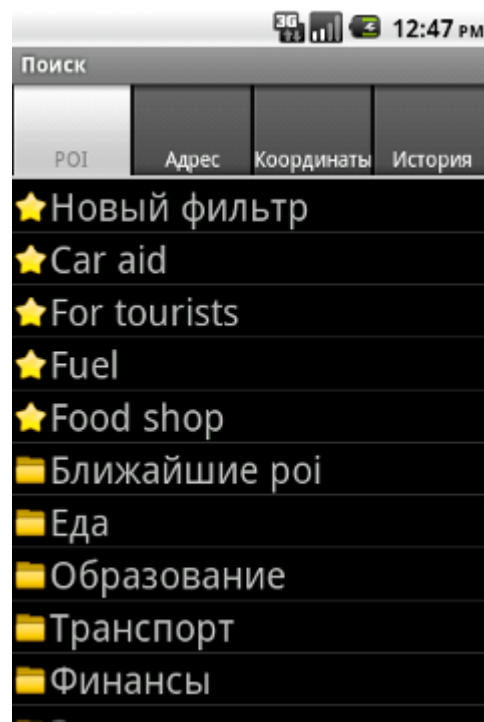 3G 12:47 PM
Поиск
POI Адрес Координаты История
Новый фильтр
Car aid
For tourists
Fuel
Food shop
Ближайшие poi
Еда
Образование
Транспорт
Финансы